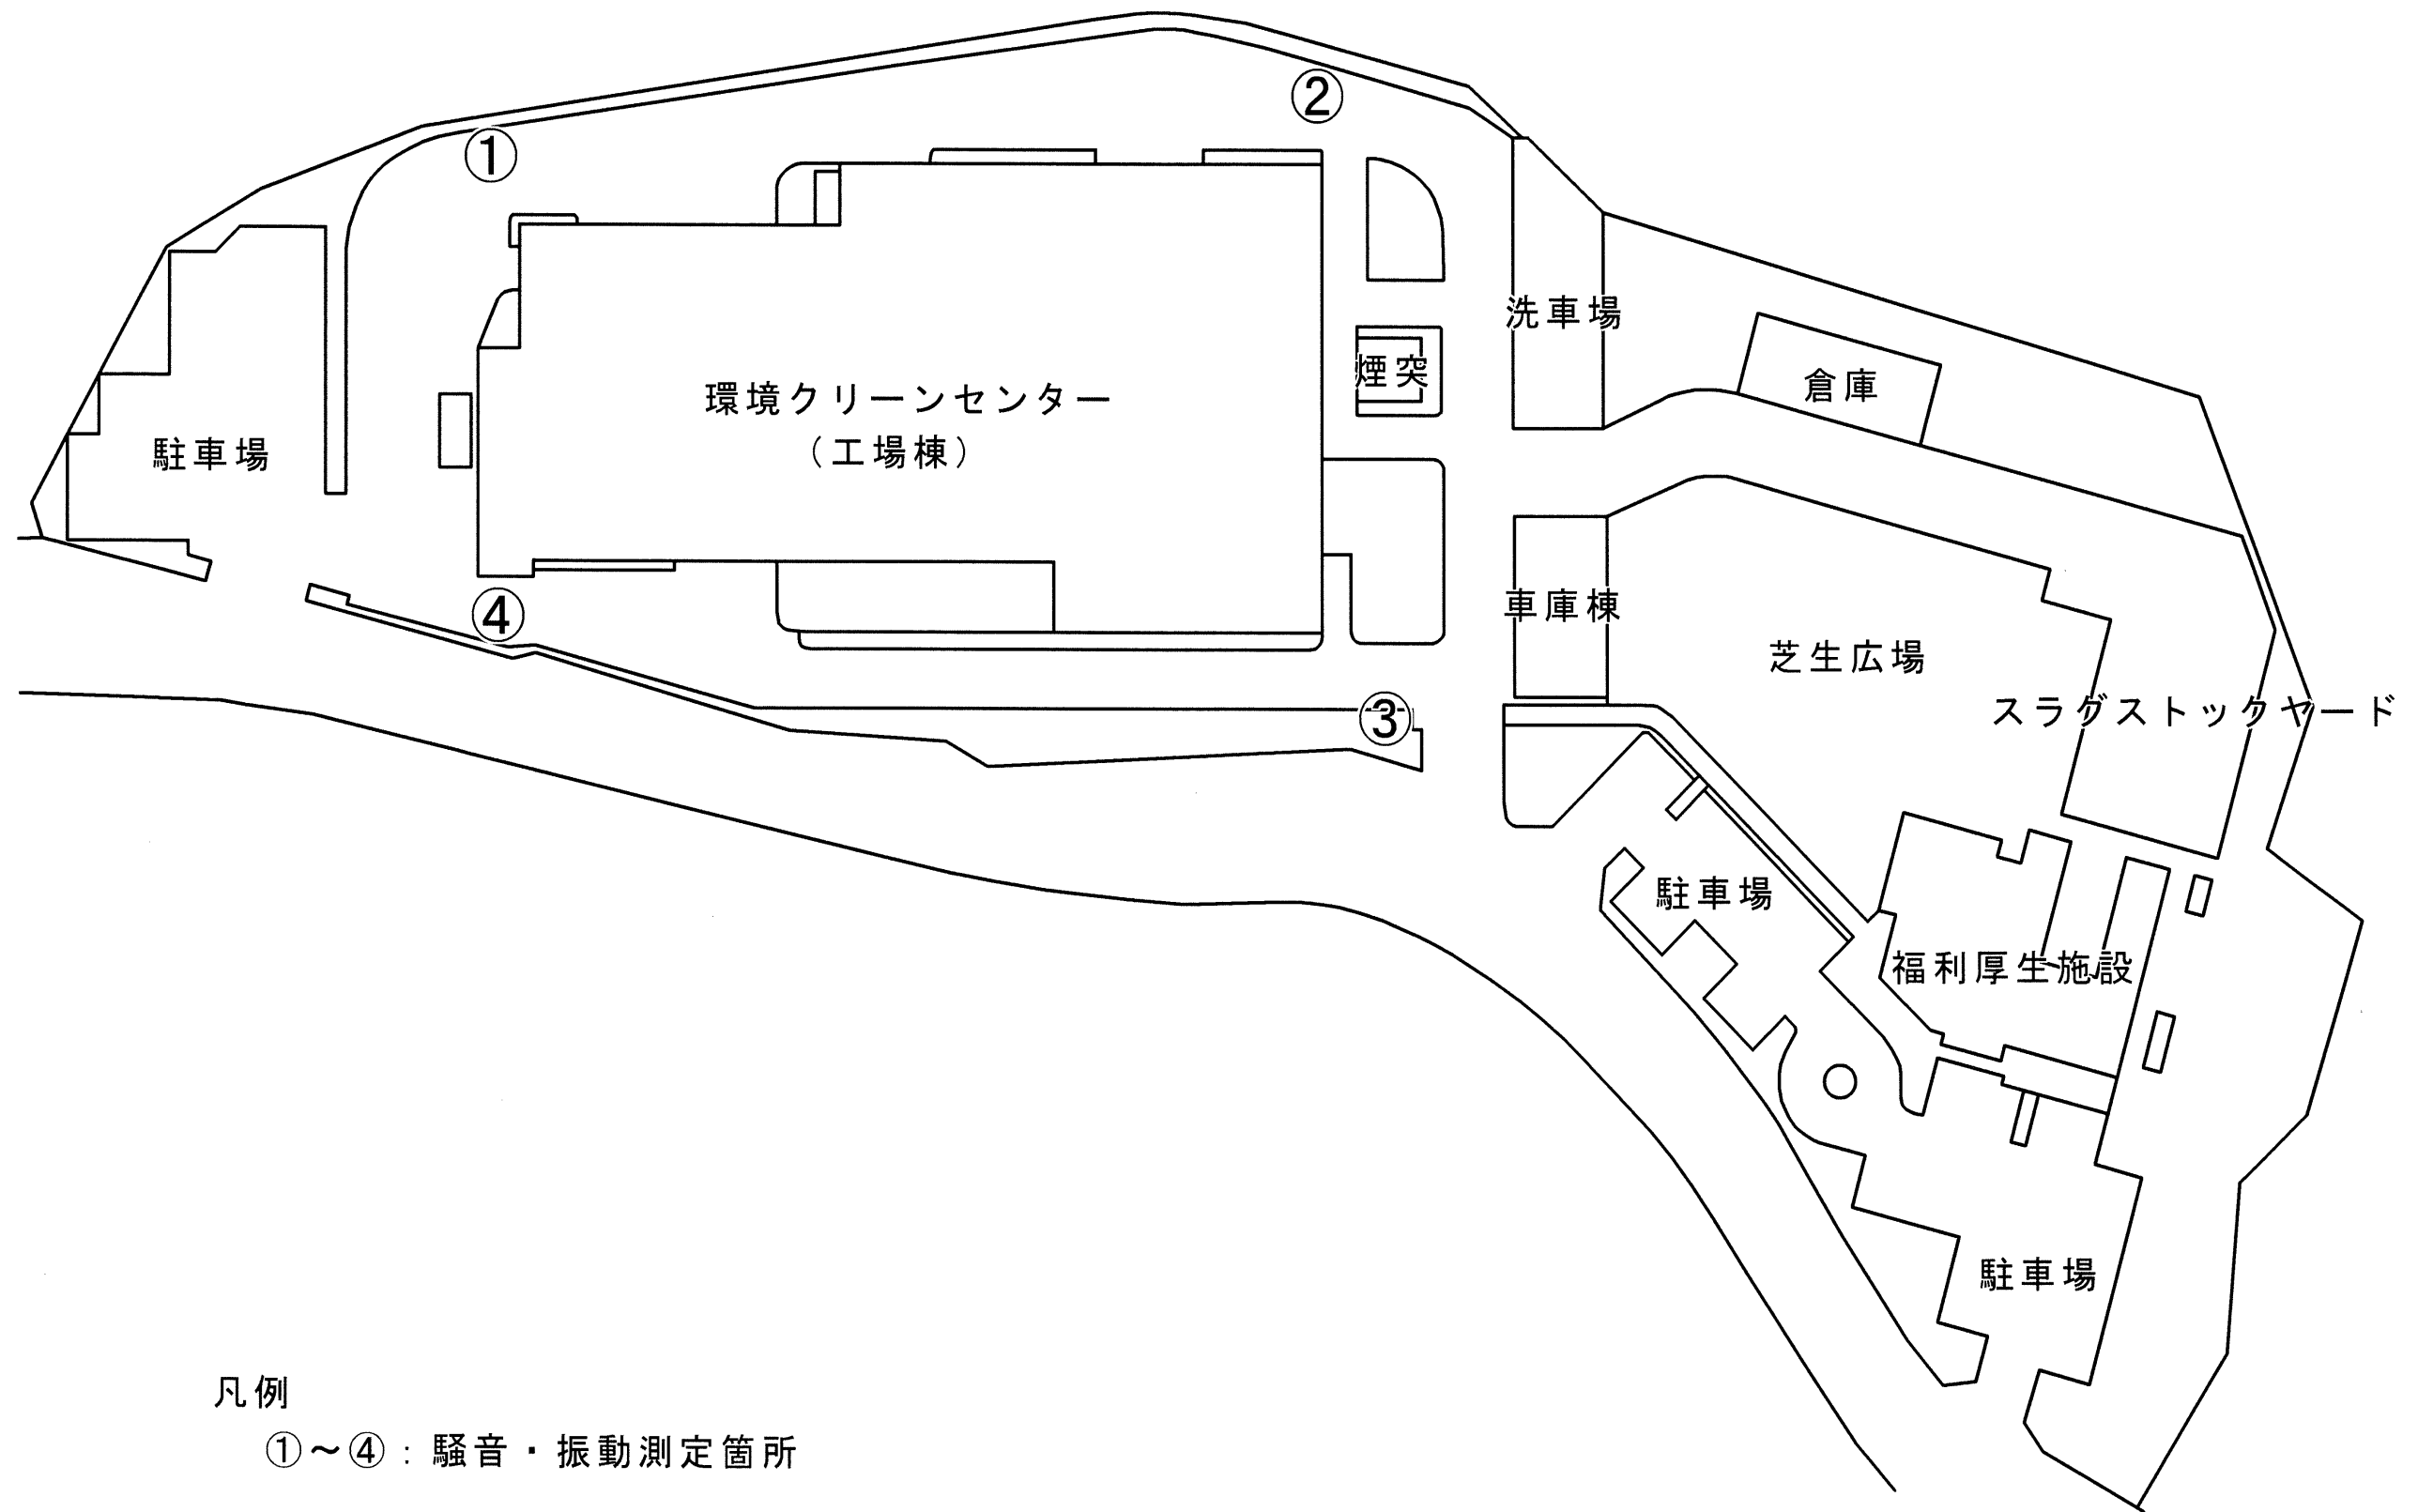 ②
①
洗車場
煙突
倉庫
環境クリーンセンター
(工場棟)
駐車場
④
車庫棟
芝生広場
スラグストックヤード
③
駐車場
福利厚生施設
駐車場
凡例
①~④:騒音・振動測定箇所